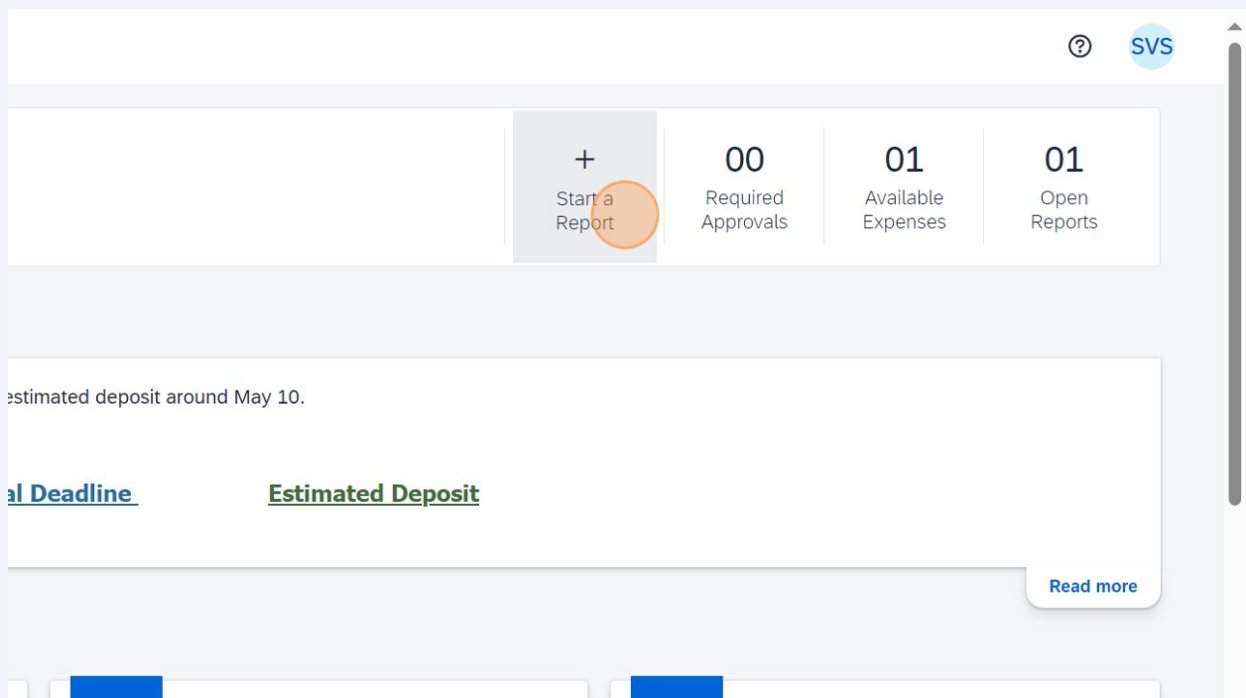 SVS
+
Start a
Report
00
Required
Approvals
01
Available
Expenses
01
Open
Reports
estimated deposit around May 10.
al Deadline
Estimated Deposit
Read more